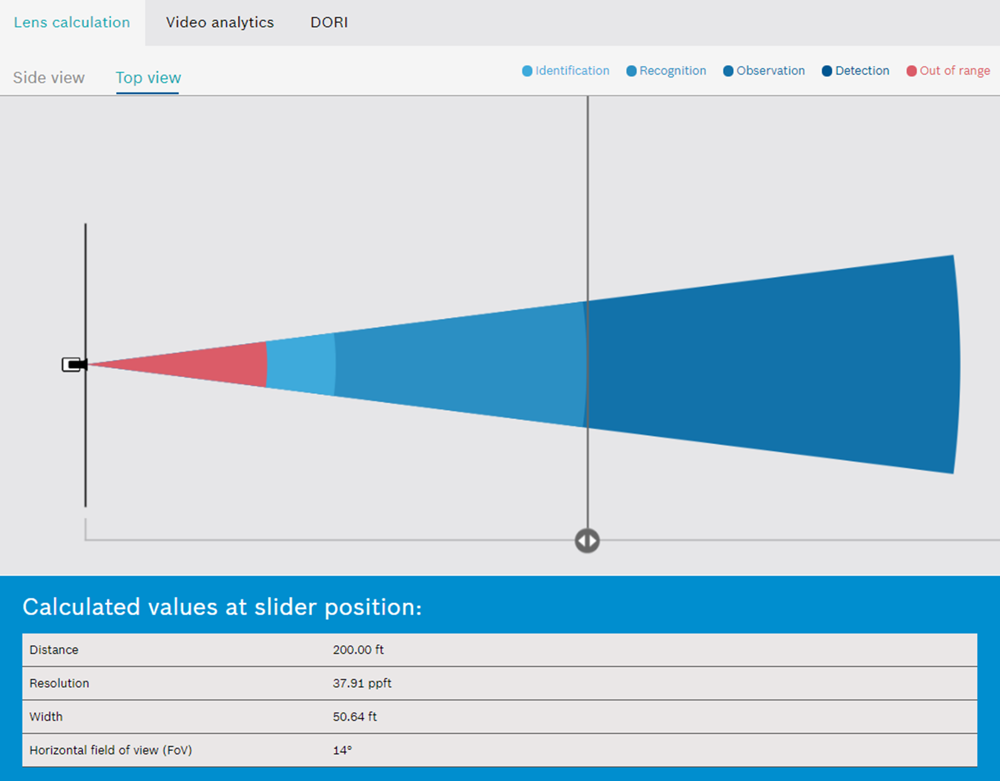 Lens calculation Video analytics DORI
Side view Top view Identification Recognition Observation Detection Out of range
Calculated values at slider position:
Distance 200.00 ft
Resolution 37.91 ppft
Width 50.64 ft
Horizontal field of view (FoV) 14°